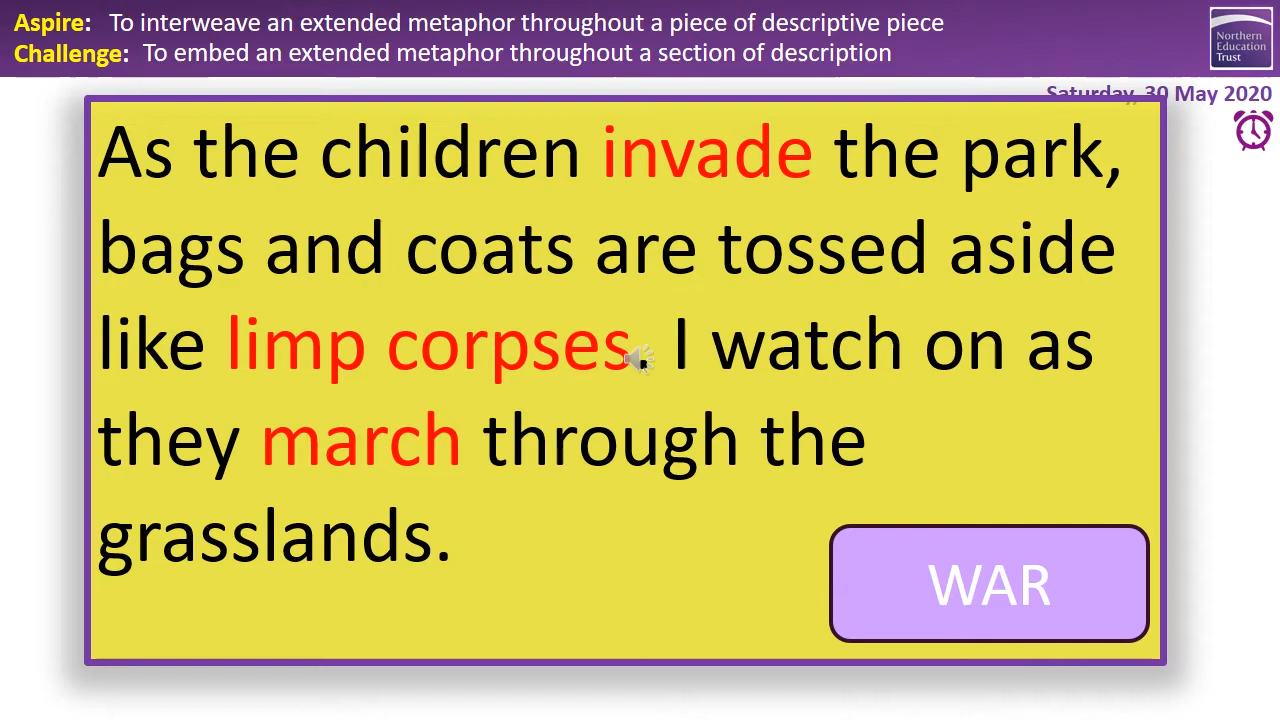 Aspire: To interweave an extended metaphor throughout a piece of descriptive piece
Challenge: To embed an extended metaphor throughout a section of description
Northern
Education
Trust
Saturday, 30 May 2020
As the children invade the park,
bags and coats are tossed aside
like limp corpses. I watch on as
they march through the
grasslands.
WAR